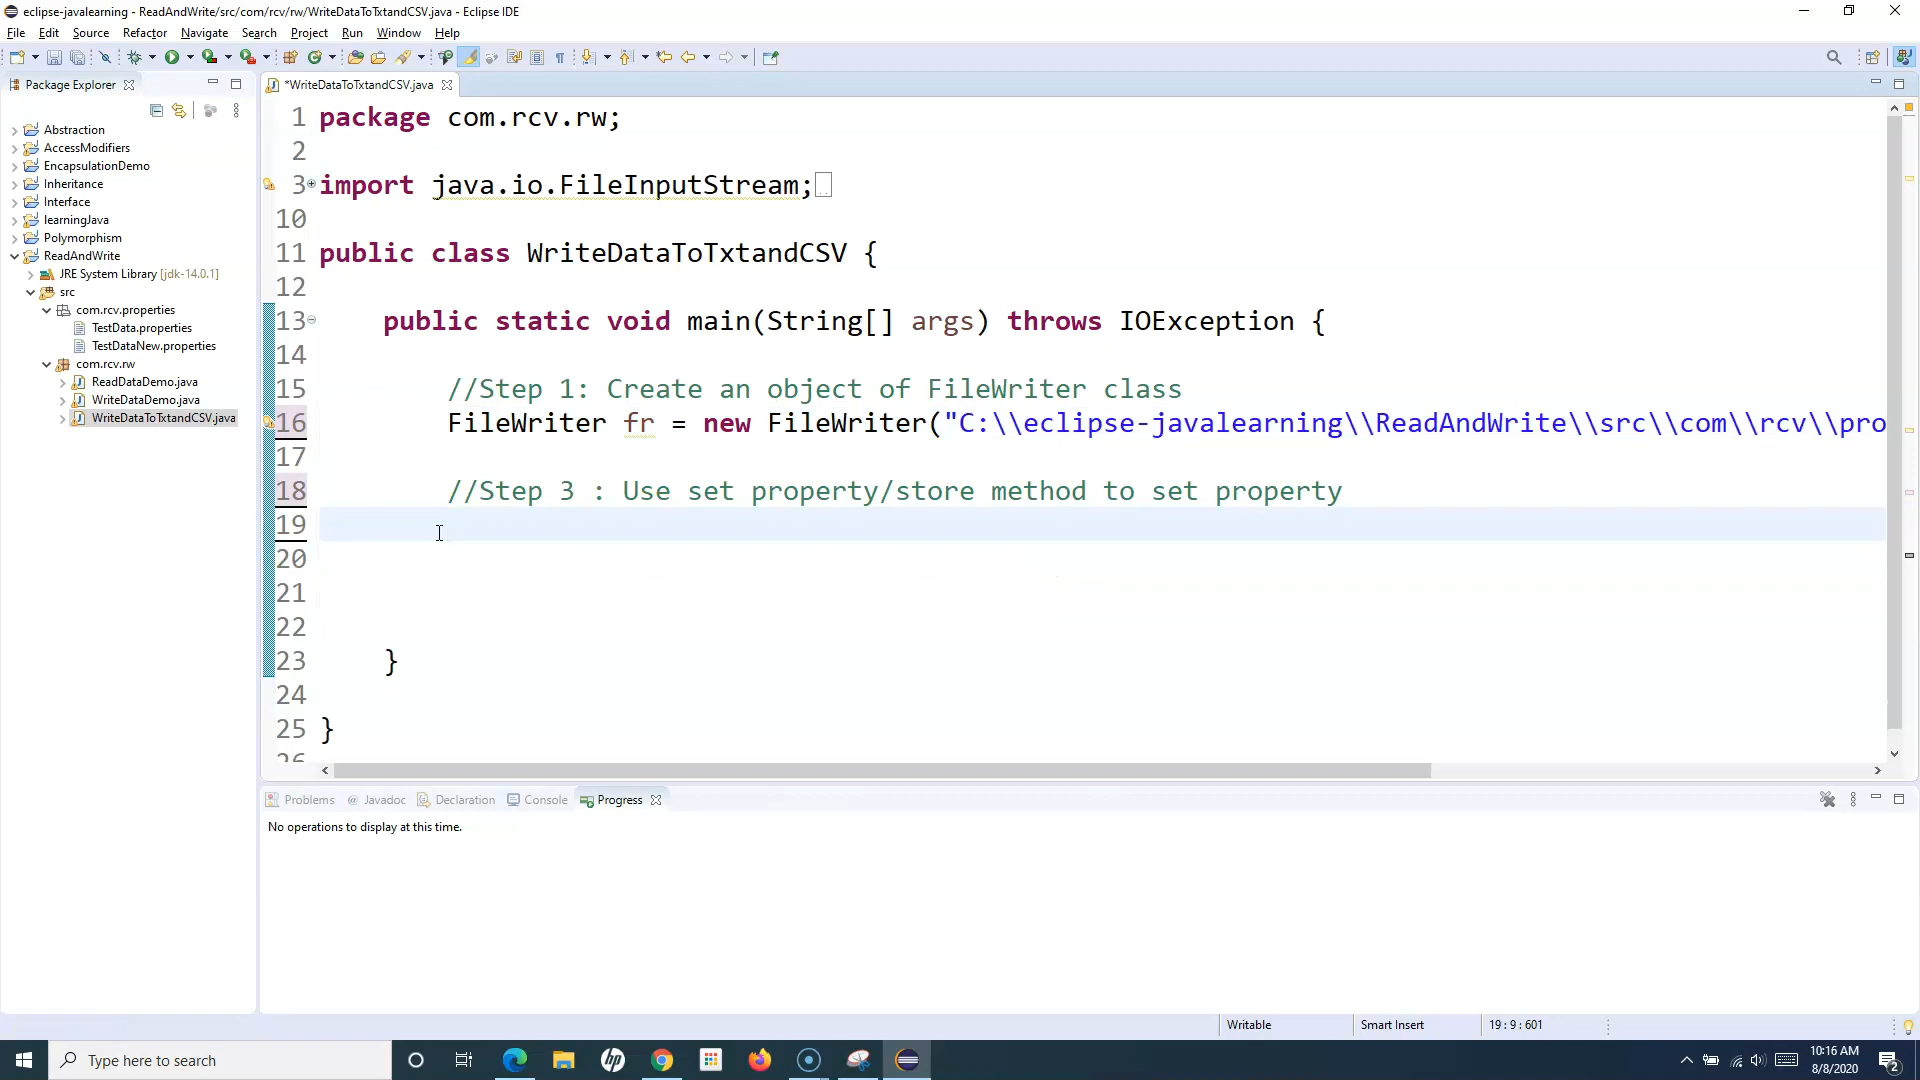 eclipse-javalearning - ReadAndWrite/src/com/rcv/rw/WriteDataToTxtandCSV.java - Eclipse IDE
File Edit Source Refactor Navigate Search Project Run Window Help
Package Explorer
*WriteDataToTxtandCSV.java
Abstraction
AccessModifiers
EncapsulationDemo
Inheritance
Interface
learningJava
Polymorphism
ReadAndWrite
JRE System Library [jdk-14.0.1]
src
com.rcv.properties
TestData.properties
TestDataNew.properties
com.rcv.rw
ReadDataDemo.java
WriteDataDemo.java
WriteDataToTxtandCSV.java
1 package com.rcv.rw;
2
3 import java.io.FileInputStream;
10
11 public class WriteDataToTxtandCSV {
12
13 public static void main(String[] args) throws IOException {
14
15 //Step 1: Create an object of FileWriter class
16 FileWriter fr = new FileWriter("C:\\eclipse-javalearning\\ReadAndWrite\\src\\com\\rcv\\pro
17
18 //Step 3 : Use set property/store method to set property
19
20
21
22
23 }
24
25 }
26
Problems @ Javadoc Declaration Console Progress
No operations to display at this time.
Writable Smart Insert 19 : 9 : 601
Type here to search
10:16 AM
8/8/2020
2